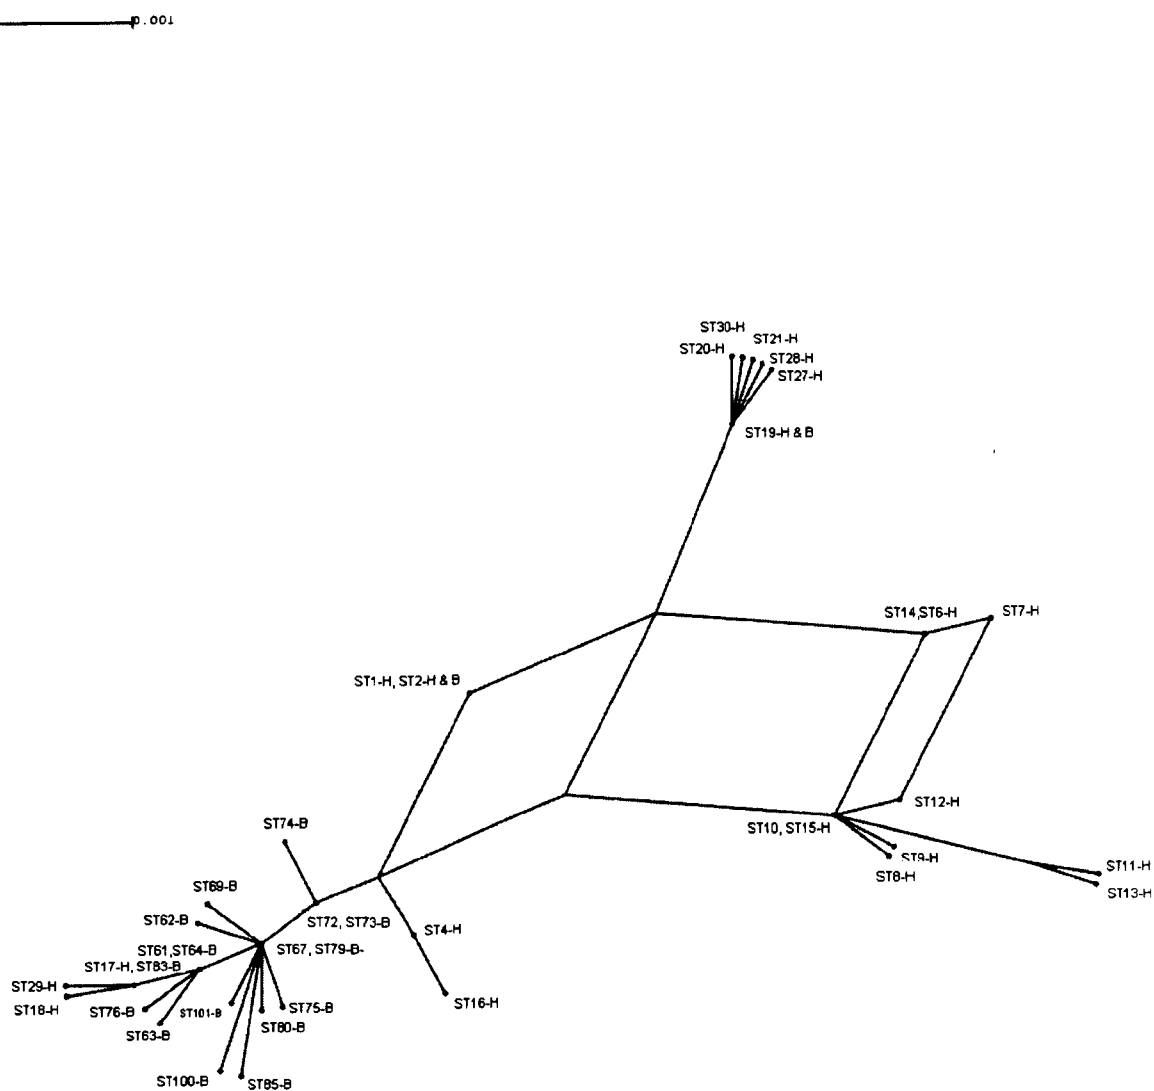 0.001
ST30-H
ST21-H
ST20-H
ST28-H
ST27-H
ST19-H & B
ST14,ST6-H
ST7-H
ST1-H, ST2-H & B
ST12-H
ST10, ST15-H
ST74-B
ST9-H
ST8-H
ST11-H
ST13-H
ST69-B
ST62-B
ST72, ST73-B
ST4-H
ST61,ST64-B
ST67, ST79-B-
ST17-H, ST83-B
ST29-H
ST18-H
ST76-B
ST101-B
ST75-B
ST16-H
ST80-B
ST63-B
ST100-B
ST85-B